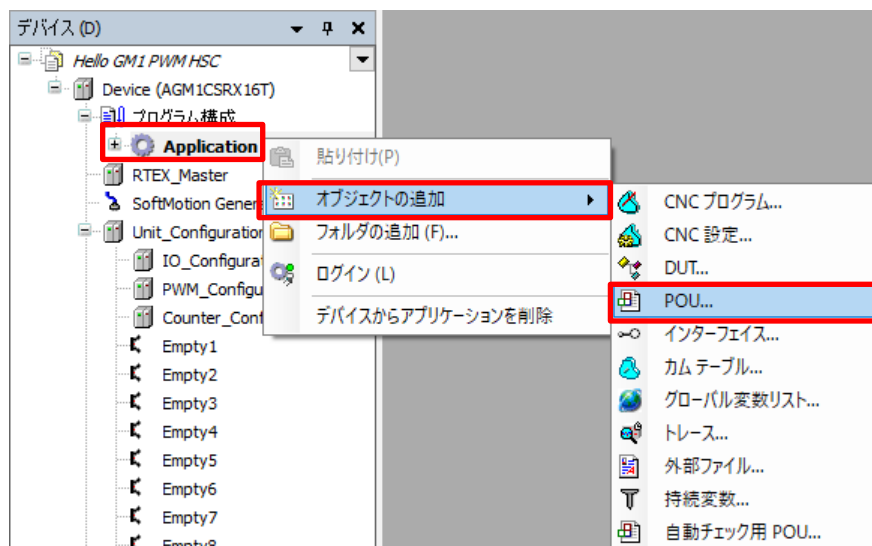 デバイス (D)
Hello GM1 PWM HSC
Device (AGM1CSRX16T)
プログラム構成
Application
RTEX_Master
SoftMotion Gener
Unit_Configuration
IO_Configura
PWM_Configu
Counter_Conf
Empty1
Empty2
Empty3
Empty4
Empty5
Empty6
Empty7
Empty8
貼り付け(P)
オブジェクトの追加
フォルダの追加 (F)...
ログイン (L)
デバイスからアプリケーションを削除
CNC プログラム...
CNC 設定...
DUT...
POU...
インターフェイス...
カム テーブル...
グローバル変数リスト...
トレース...
外部ファイル...
持続変数...
自動チェック用 POU...